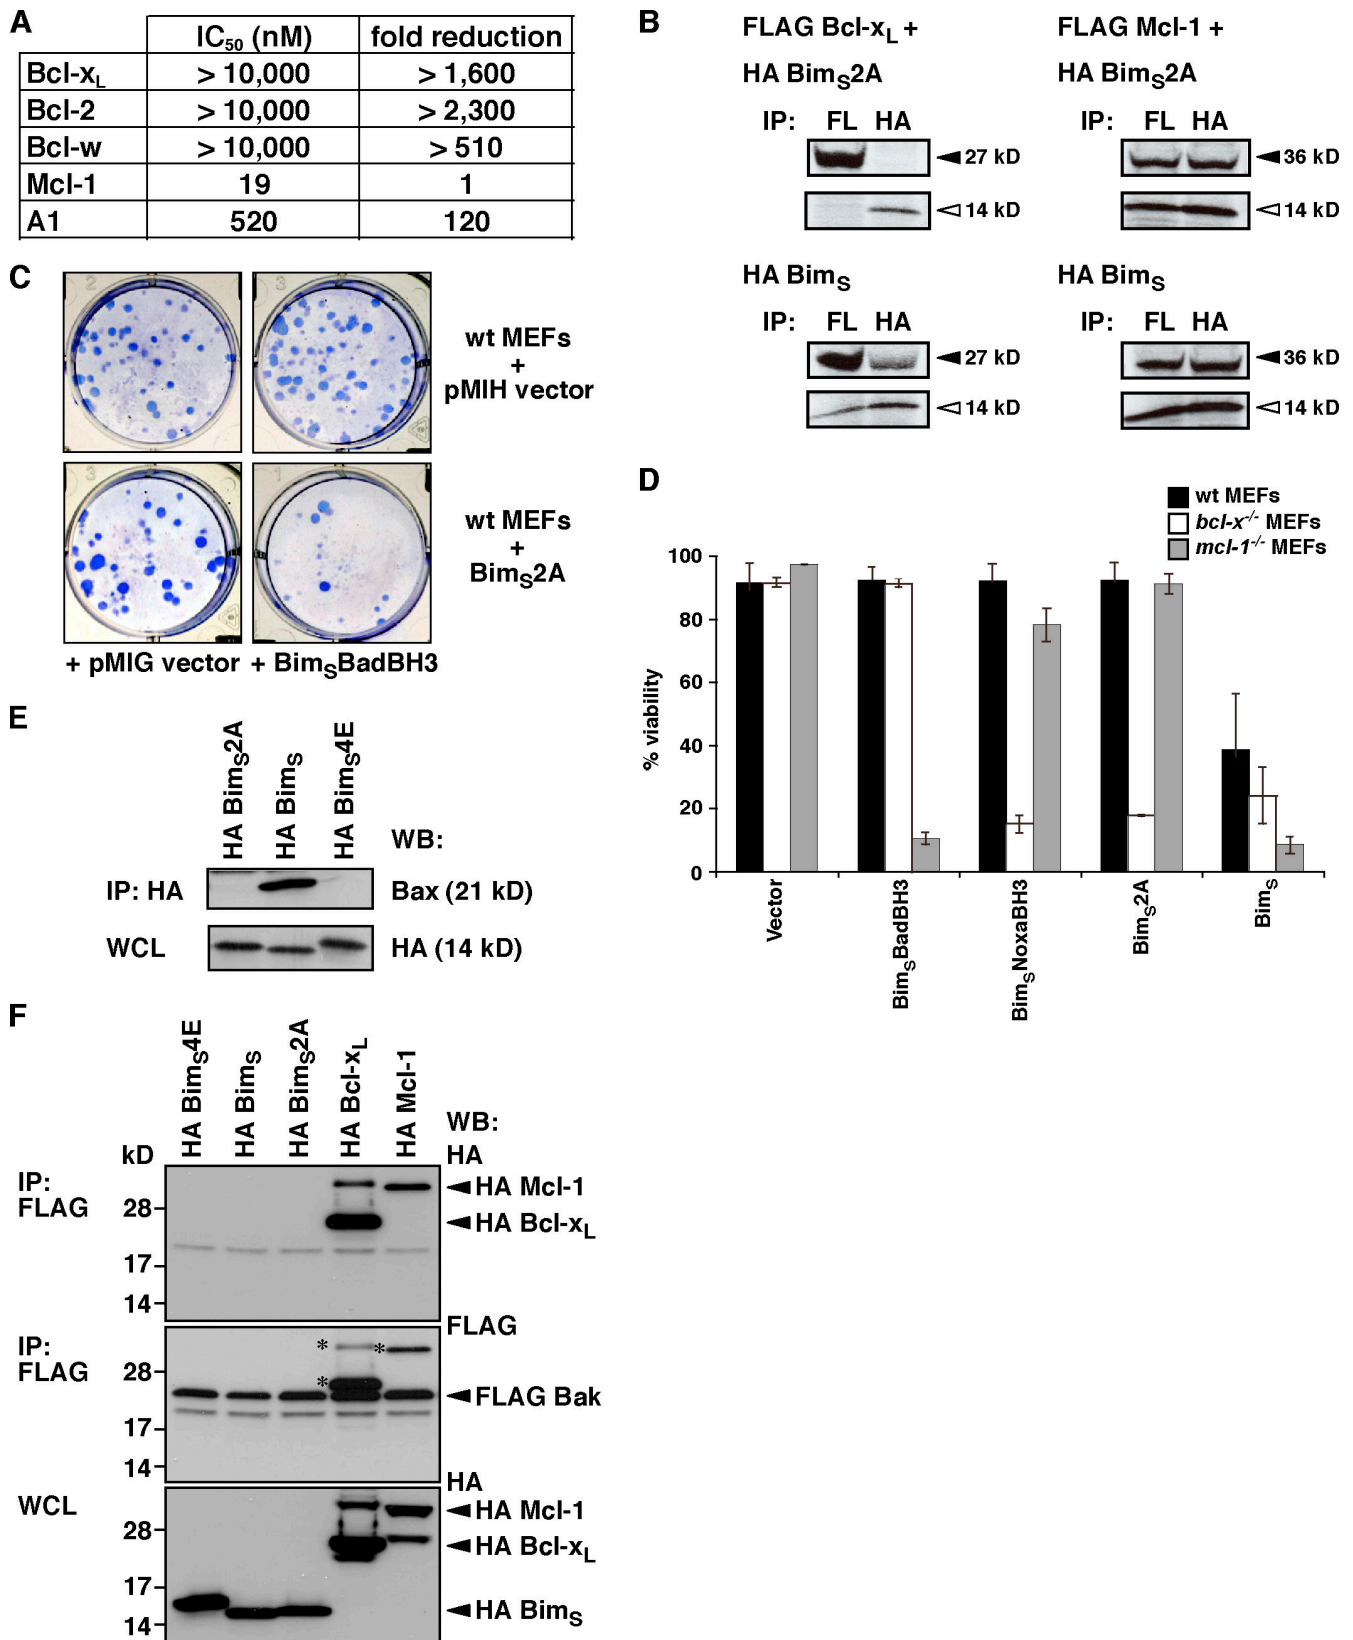 A
IC50 (nM) fold reduction
Bcl-xL > 10,000 > 1,600
Bcl-2 > 10,000 > 2,300
Bcl-w > 10,000 > 510
Mcl-1 19 1
A1 520 120
B
FLAG Bcl-xL +
HA BimS2A
IP: FL HA
27 kD
14 kD
HA BimS
IP: FL HA
27 kD
14 kD
FLAG Mcl-1 +
HA BimS2A
IP: FL HA
36 kD
14 kD
HA BimS
IP: FL HA
36 kD
14 kD
C
2
3
wt MEFs
+
pMIH vector
3
1
wt MEFs
+
BimS2A
+ pMIG vector + BimSBadBH3
D
wt MEFs
bcl-x-/- MEFs
mcl-1-/- MEFs
% viability
100
80
60
40
20
0
Vector
BimSBadBH3
BimSNoxaBH3
BimS2A
BimS
E
HA BimS2A
HA BimS
HA BimS4E
WB:
IP: HA Bax (21 kD)
WCL HA (14 kD)
F
HA BimS4E
HA BimS
HA BimS2A
HA Bcl-xL
HA Mcl-1
WB:
kD HA
IP:
FLAG
28
17
14
HA Mcl-1
HA Bcl-xL
FLAG
IP:
FLAG
28
17
14
* *
*
FLAG Bak
HA
WCL
28
17
14
HA Mcl-1
HA Bcl-xL
HA BimS